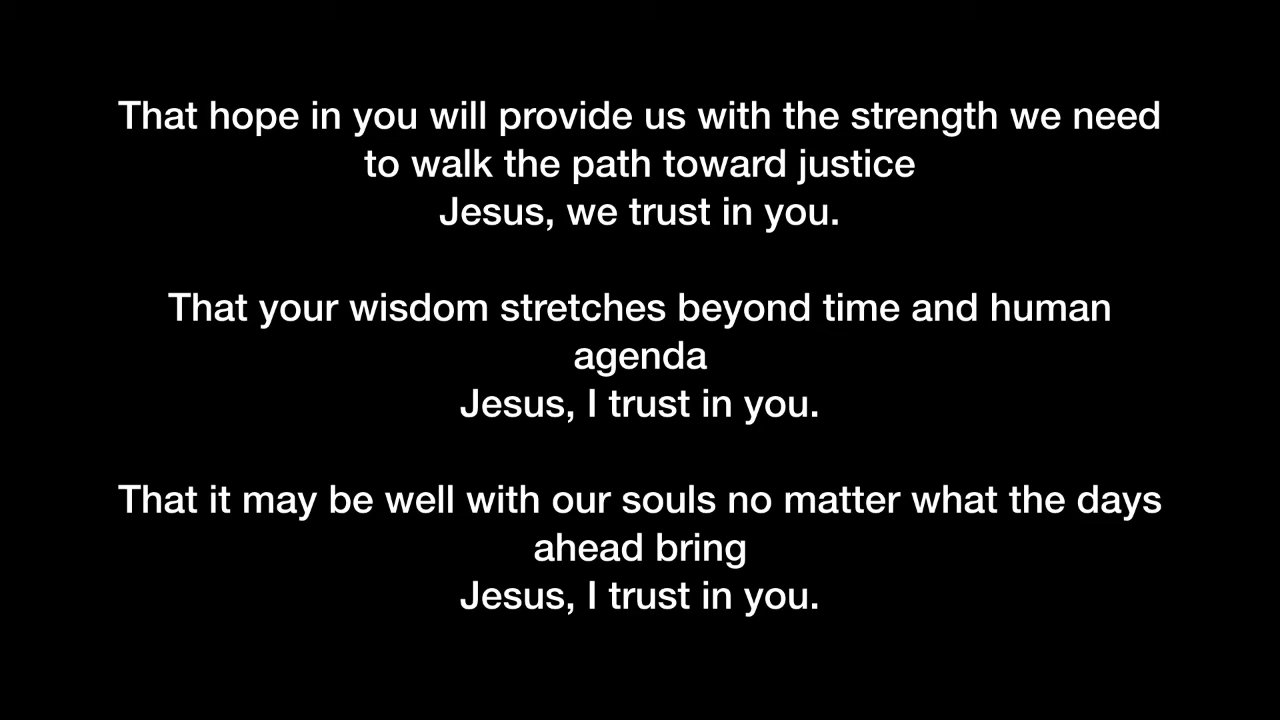 That hope in you will provide us with the strength we need
to walk the path toward justice
Jesus, we trust in you.
That your wisdom stretches beyond time and human
agenda
Jesus, I trust in you.
That it may be well with our souls no matter what the days
ahead bring
Jesus, I trust in you.